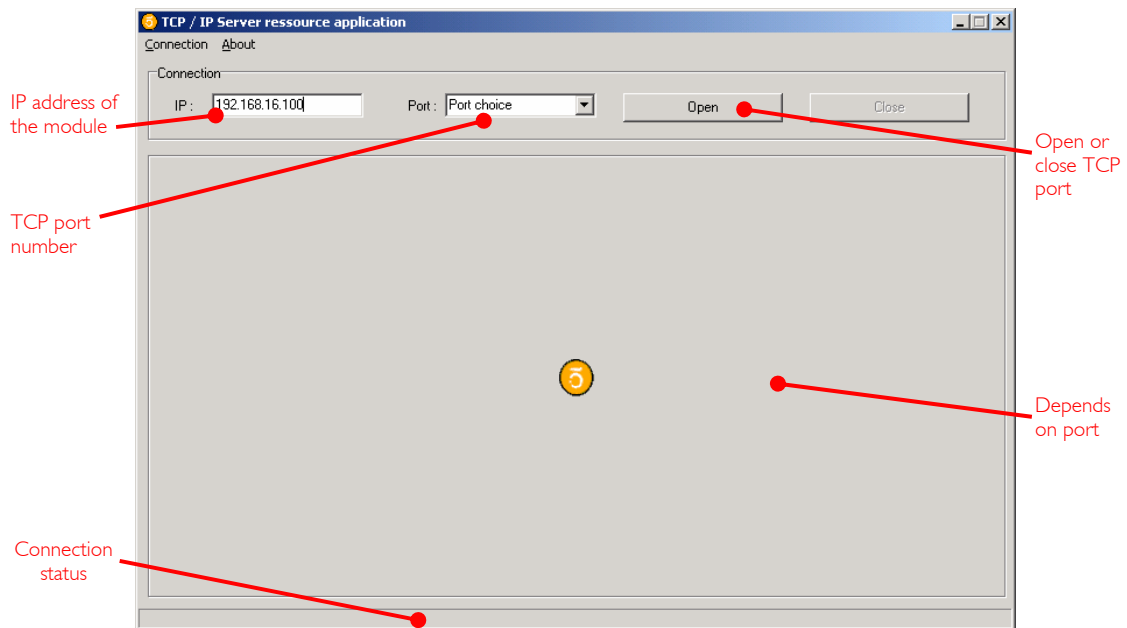 TCP / IP Server ressource application
Connection About
Connection
IP : 192.168.16.100 Port : Port choice Open Close
IP address of
the module
Open or
close TCP
port
TCP port
number
Depends
on port
Connection
status